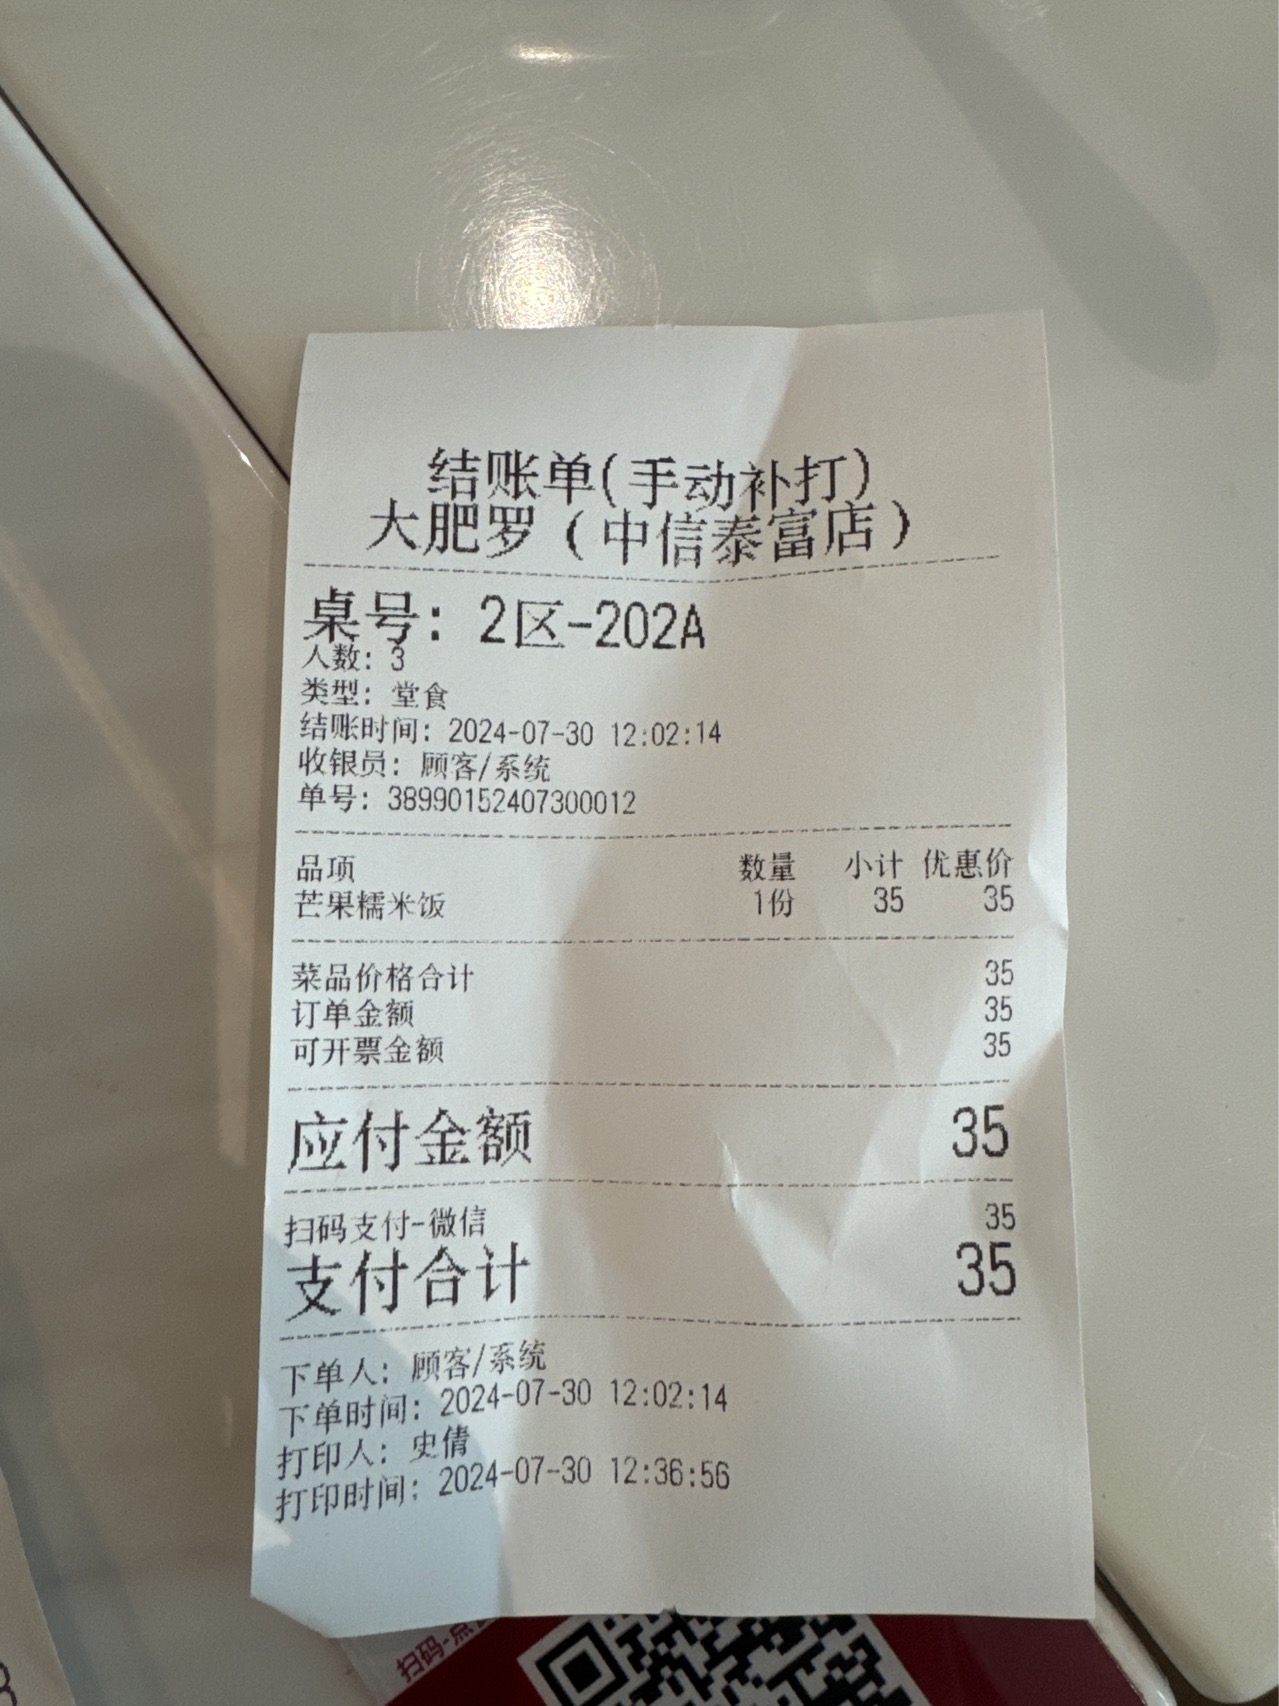 结账单(手动补打)
大肥罗（中信泰富店）
桌号：2区-202A
人数：3
类型：堂食
结账时间：2024-07-30 12:02:14
收银员：顾客/系统
单号：38990152407300012
品项 数量 小计 优惠价
芒果糯米饭 1份 35 35
菜品价格合计 35
订单金额 35
可开票金额 35
应付金额 35
扫码支付-微信 35
支付合计 35
下单人：顾客/系统
下单时间：2024-07-30 12:02:14
打印人：史倩
打印时间：2024-07-30 12:36:56
扫码-点